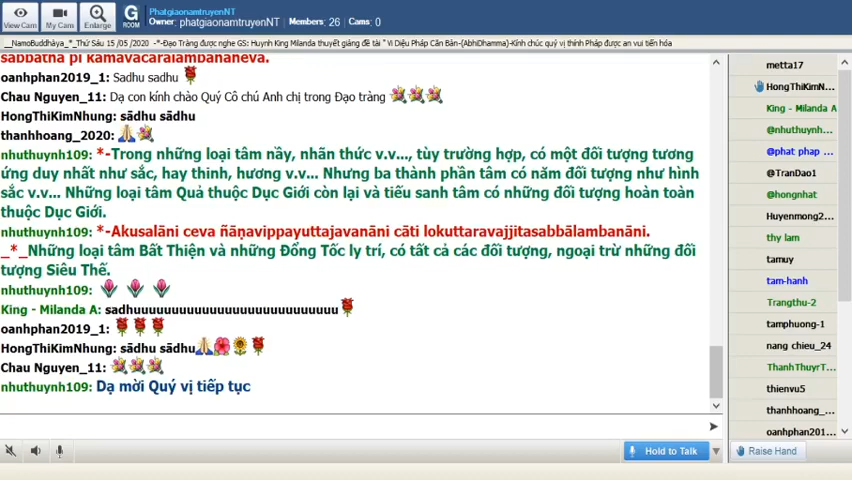 View Cam
My Cam
Enlarge
G
ROOM
PhatgiaonamtruyenNT
Owner: phatgiaonamtruyenNT Members: 26 Cams: 0
__NamoBuddhàya_*_Thứ Sáu 15 /05 /2020 -*-Đạo Tràng được nghe GS: Huynh King Milanda thuyết giảng đề tài " Vi Diệu Pháp Căn Bản-(AbhiDhamma)-Kính chúc quý vị thính Pháp được an vui tiến hóa
sabbathā pi kāmāvacarālambanāneva.
oanhphan2019_1: Sadhu sadhu
Chau Nguyen_11: Dạ con kính chào Quý Cô chú Anh chị trong Đạo tràng
HongThiKimNhung: sādhu sādhu
thanhhoang_2020:
nhuthuynh109: *-Trong những loại tâm nầy, nhãn thức v.v..., tùy trường hợp, có một đối tượng tương
ứng duy nhất như sắc, hay thinh, hương v.v... Nhưng ba thành phần tâm có năm đối tượng như hình
sắc v.v... Những loại tâm Quả thuộc Dục Giới còn lại và tiếu sanh tâm có những đối tượng hoàn toàn
thuộc Dục Giới.
nhuthuynh109: *-Akusalāni ceva ñāṇavippayuttajavanāni cāti lokuttaravajjitasabbālambanāni.
_*_Những loại tâm Bất Thiện và những Đổng Tốc ly trí, có tất cả các đối tượng, ngoại trừ những đối
tượng Siêu Thế.
nhuthuynh109:
King - Milanda A: sadhuuuuuuuuuuuuuuuuuuuuuuuuuuu
oanhphan2019_1:
HongThiKimNhung: sādhu sādhu
Chau Nguyen_11:
nhuthuynh109: Dạ mời Quý vị tiếp tục
metta17
HongThiKimN...
King - Milanda A
@nhuthuynh...
@phat phap ...
@TranDao1
@hongnhat
Huyenmong2...
thy lam
tamuy
tam-hanh
Trangthu-2
tamphuong-1
nang chieu_24
ThanhThuyrT...
thienvu5
thanhhoang_...
oanhphan201...
Hold to Talk
Raise Hand